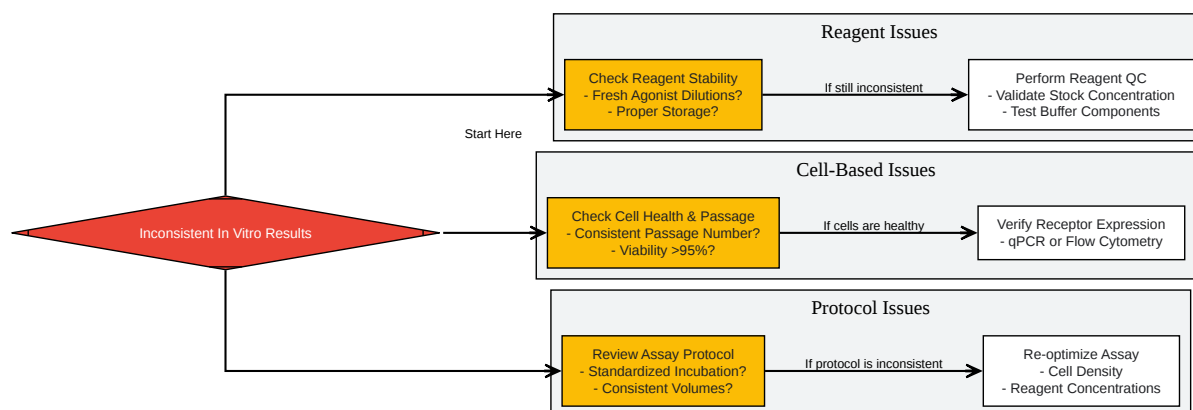 Reagent Issues
Check Reagent Stability
- Fresh Agonist Dilutions?
- Proper Storage?
If still inconsistent
Perform Reagent QC
- Validate Stock Concentration
- Test Buffer Components
Start Here
Inconsistent In Vitro Results
Cell-Based Issues
Check Cell Health & Passage
- Consistent Passage Number?
- Viability >95%?
If cells are healthy
Verify Receptor Expression
- qPCR or Flow Cytometry
Protocol Issues
Review Assay Protocol
- Standardized Incubation?
- Consistent Volumes?
If protocol is inconsistent
Re-optimize Assay
- Cell Density
- Reagent Concentrations